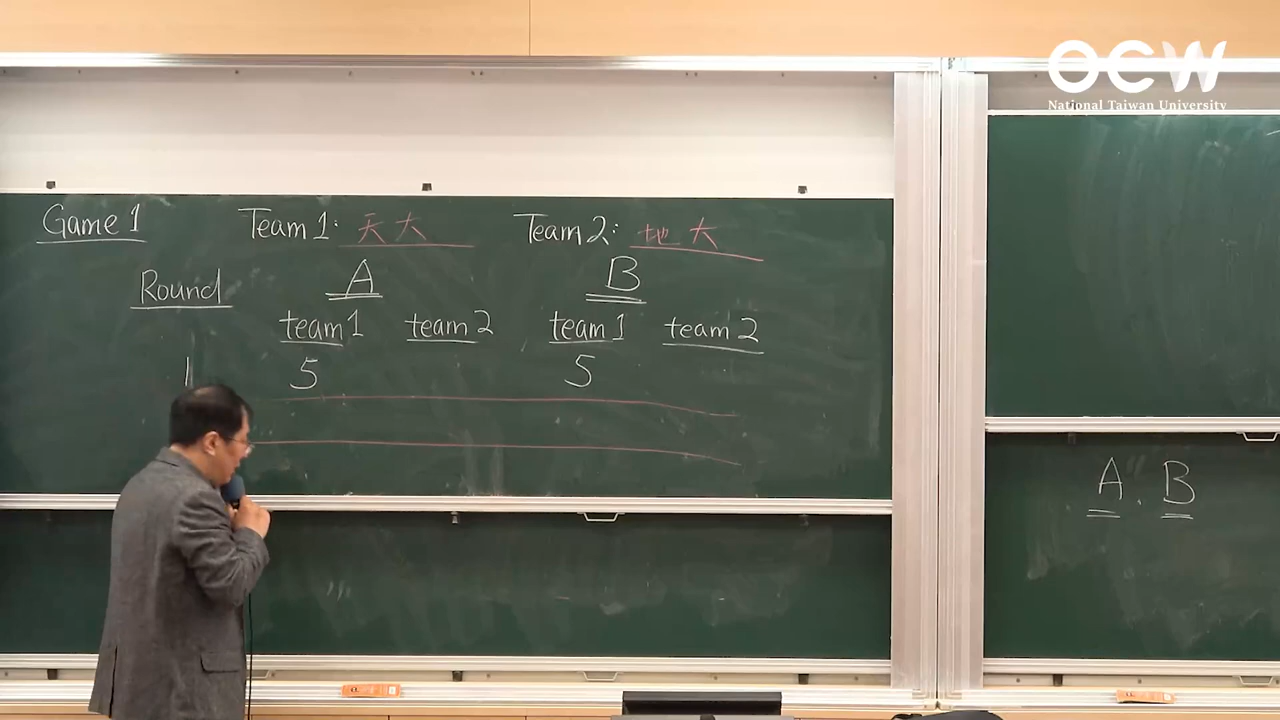 OCW
National Taiwan University
Game 1 Team 1: 天大 Team 2: 地大
Round A B
team 1 team 2 team 1 team 2
1 5 5
A. B